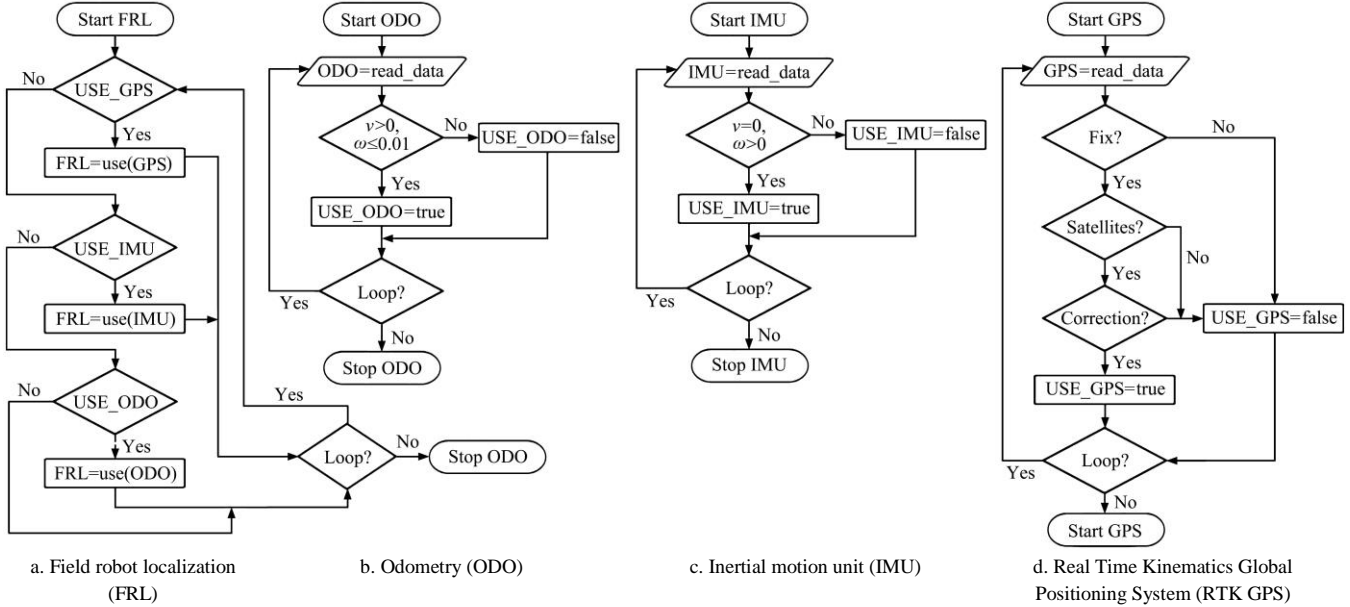 Start FRL
No
USE_GPS
Yes
FRL=use(GPS)
No
USE_IMU
Yes
FRL=use(IMU)
No
USE_ODO
Yes
FRL=use(ODO)
Yes
Loop?
No
Stop ODO
a. Field robot localization
(FRL)
Start ODO
ODO=read_data
v>0,
ω≤0.01
No
USE_ODO=false
Yes
USE_ODO=true
Loop?
Yes
No
Stop ODO
b. Odometry (ODO)
Start IMU
IMU=read_data
v=0,
ω>0
No
USE_IMU=false
Yes
USE_IMU=true
Loop?
Yes
No
Stop IMU
c. Inertial motion unit (IMU)
Start GPS
GPS=read_data
Fix?
No
Yes
Satellites?
No
Yes
Correction?
USE_GPS=false
Yes
USE_GPS=true
Loop?
Yes
No
Start GPS
d. Real Time Kinematics Global
Positioning System (RTK GPS)